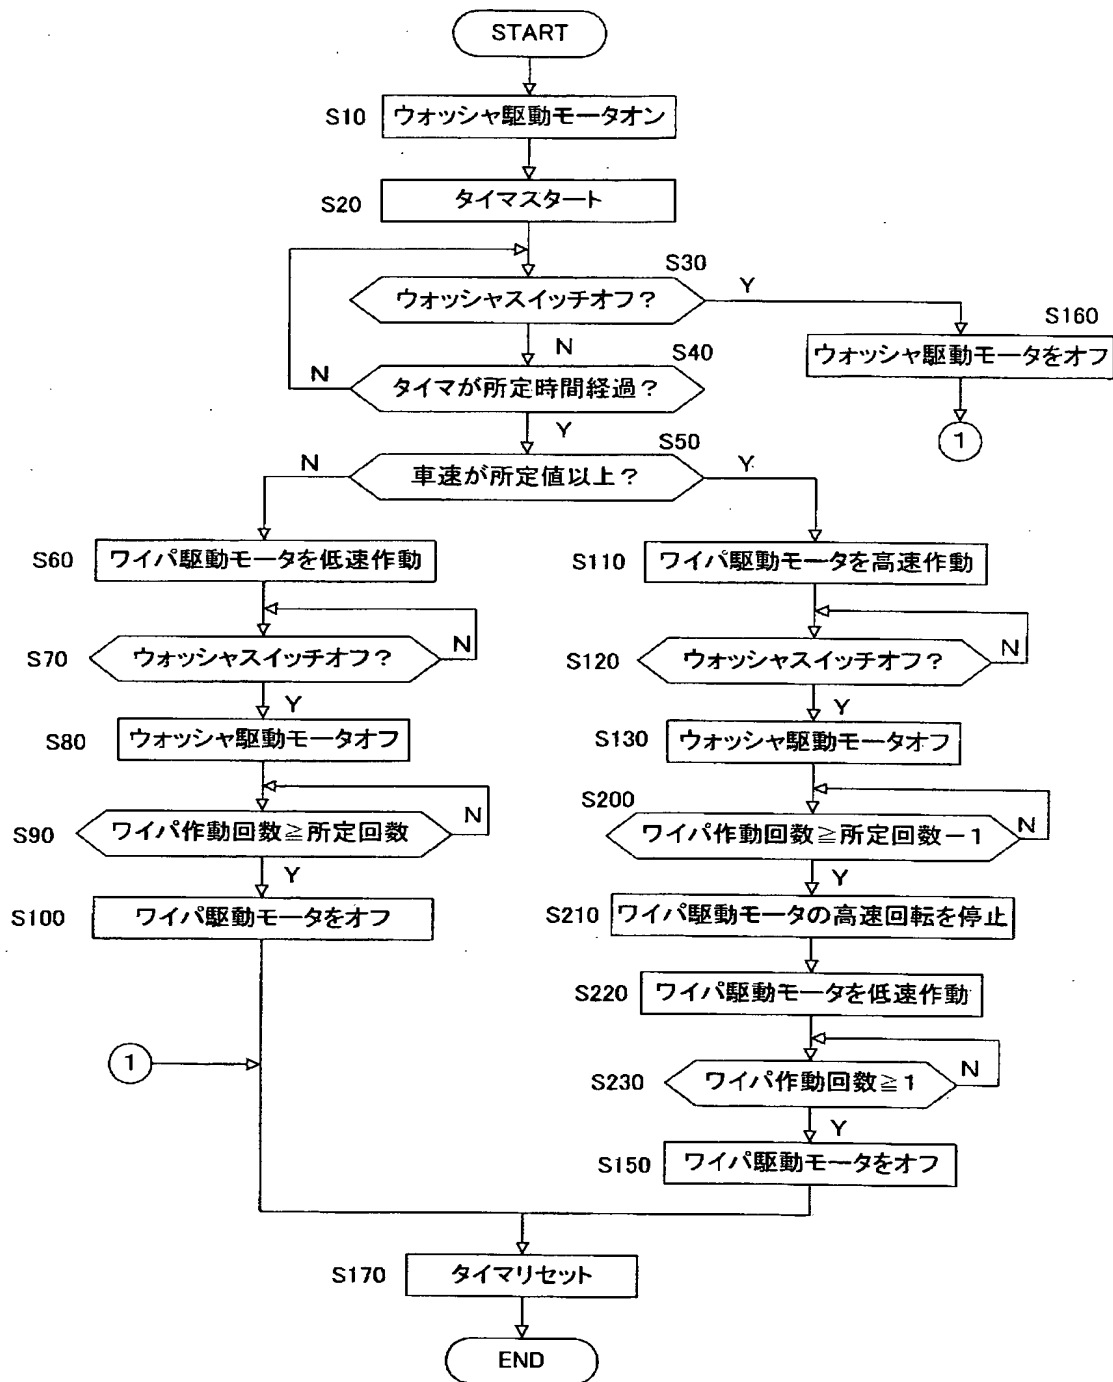 START
S10
ウォッシャ駆動モータオン
S20
タイマスタート
S30
ウォッシャスイッチオフ?
Y
N
S160
ウォッシャ駆動モータをオフ
1
S40
タイマが所定時間経過?
N
Y
S50
車速が所定値以上?
N
Y
S60
ワイパ駆動モータを低速作動
S70
ウォッシャスイッチオフ?
N
Y
S80
ウォッシャ駆動モータオフ
S90
ワイパ作動回数≧所定回数
N
Y
S100
ワイパ駆動モータをオフ
1
S110
ワイパ駆動モータを高速作動
S120
ウォッシャスイッチオフ?
N
Y
S130
ウォッシャ駆動モータオフ
S200
ワイパ作動回数≧所定回数-1
N
Y
S210
ワイパ駆動モータの高速回転を停止
S220
ワイパ駆動モータを低速作動
S230
ワイパ作動回数≧1
N
Y
S150
ワイパ駆動モータをオフ
S170
タイマリセット
END